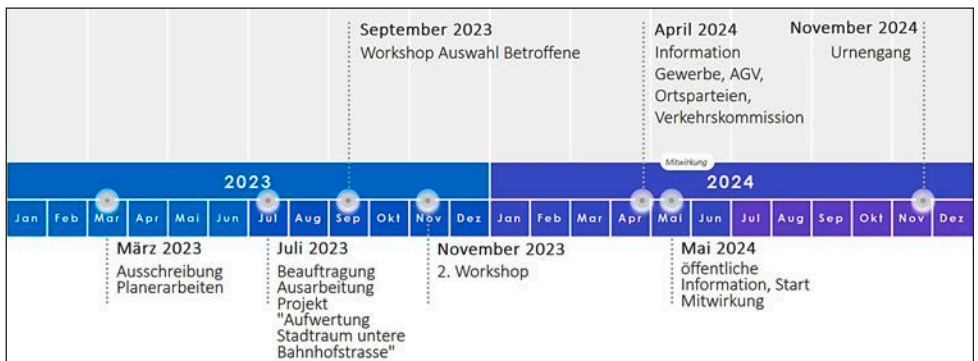 September 2023
Workshop Auswahl Betroffene
April 2024
Information
Gewerbe, AGV,
Ortsparteien,
Verkehrskommission
November 2024
Urnengang
Mitwirkung
2023
2024
Jan Feb Mar Apr Mai Jun Jul Aug Sep Okt Nov Dez Jan Feb Mar Apr Mai Jun Jul Aug Sep Okt Nov Dez
März 2023
Ausschreibung
Planerarbeiten
Juli 2023
Beauftragung
Ausarbeitung
Projekt
"Aufwertung
Stadtraum untere
Bahnhofstrasse"
November 2023
2. Workshop
Mai 2024
öffentliche
Information, Start
Mitwirkung